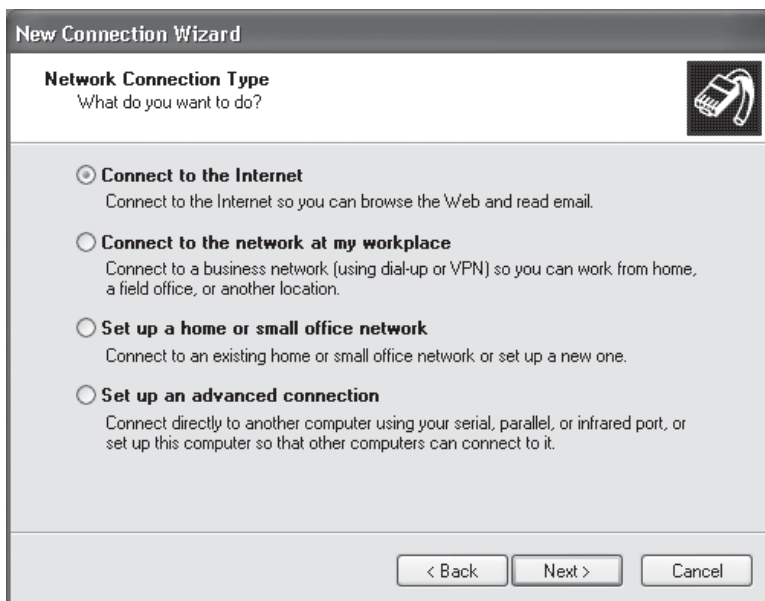 New Connection Wizard
Network Connection Type
What do you want to do?
Connect to the Internet
Connect to the Internet so you can browse the Web and read email.
Connect to the network at my workplace
Connect to a business network (using dial-up or VPN) so you can work from home,
a field office, or another location.
Set up a home or small office network
Connect to an existing home or small office network or set up a new one.
Set up an advanced connection
Connect directly to another computer using your serial, parallel, or infrared port, or
set up this computer so that other computers can connect to it.
< Back Next > Cancel